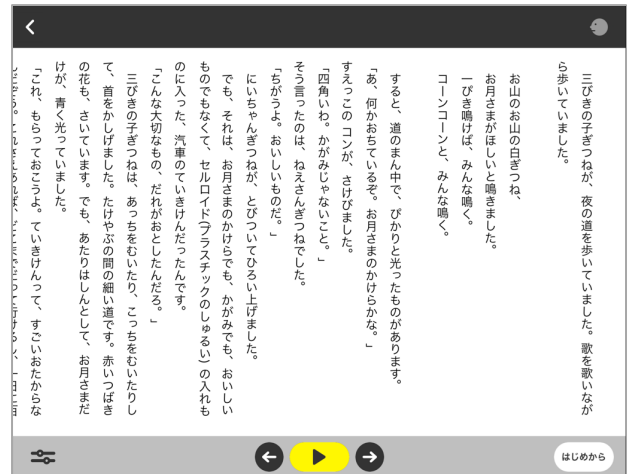 三びきの子ぎつねが、夜の道を歩いていました。歌を歌いなが
ら歩いていました。
お山のお山の白ぎつね、
お月さまがほしいと鳴きました。
一ぴき鳴けば、みんな鳴く。
コーンコーンと、みんな鳴く。
すると、道のまん中で、ぴかりと光ったものがあります。
「あ、何かおちているぞ。お月さまのかけらかな。」
すえっこの コンが、さけびました。
「四角いわ。かがみじゃないこと。」
そう言ったのは、ねえさんぎつねでした。
「ちがうよ。おいしいものだ。」
にいちゃんぎつねが、とびついてひろい上げました。
でも、それは、お月さまのかけらでも、かがみでも、おいしい
ものでもなくて、セルロイド(プラスチックのしゅるい)の入れも
のに入った、汽車のていきけんだったんです。
「こんな大切なもの、だれがおとしたんだろ。」
三びきの子ぎつねは、あっちをむいたり、こっちをむいたりし
て、首をかしげました。たけやぶの間の細い道です。赤いつばき
の花も、さいています。でも、あたりはしんとして、お月さまだ
けが、青く光っていました。
「これ、もらっておこうよ。ていきけんって、すごいおたからな
はじめから